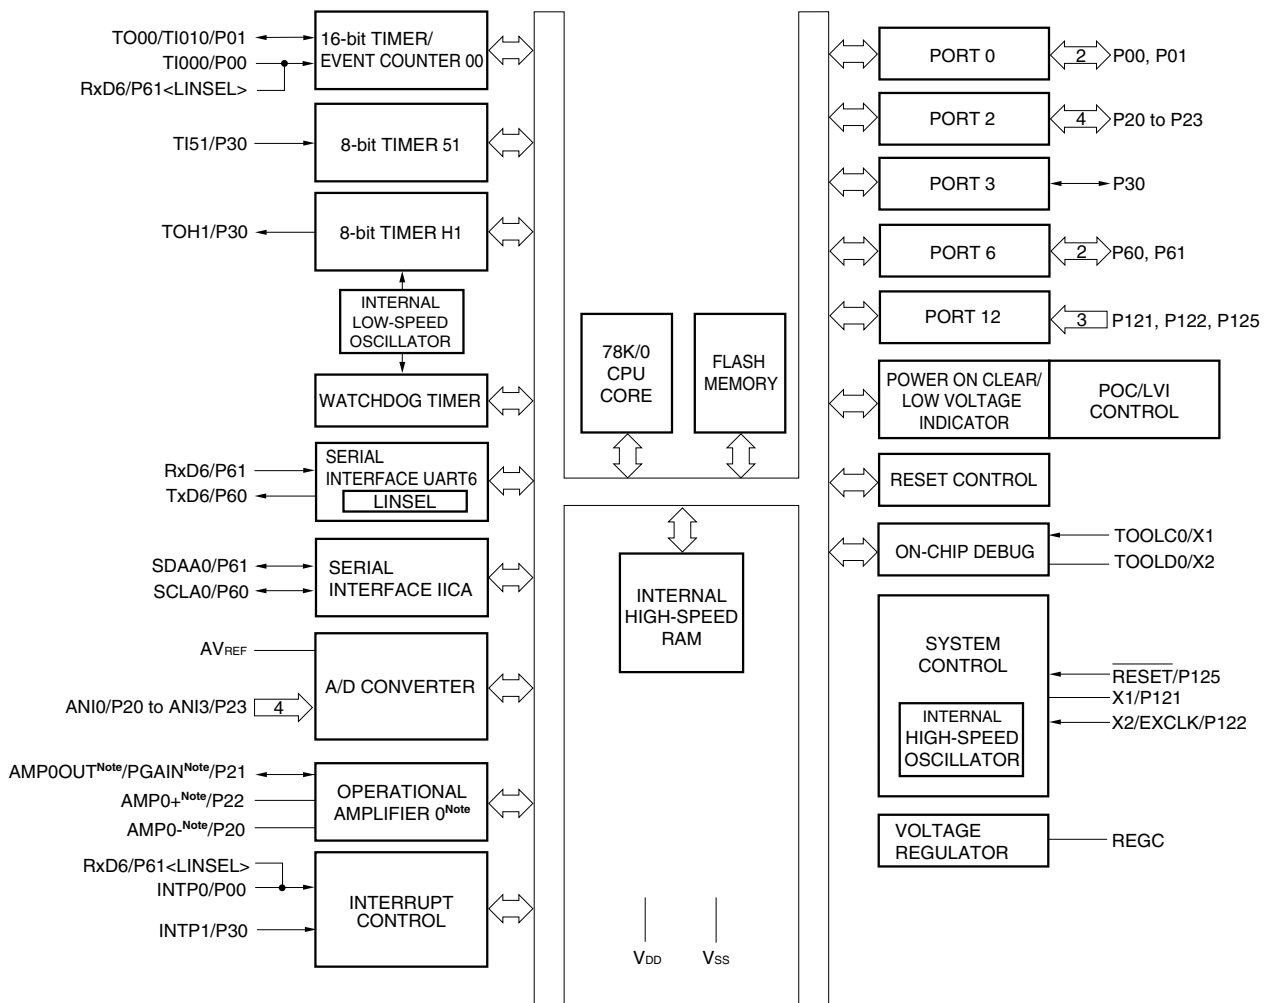 TO00/TI010/P01
TI000/P00
RxD6/P61<LINSEL>
16-bit TIMER/
EVENT COUNTER 00
TI51/P30
8-bit TIMER 51
TOH1/P30
8-bit TIMER H1
INTERNAL
LOW-SPEED
OSCILLATOR
WATCHDOG TIMER
RxD6/P61
TxD6/P60
SERIAL
INTERFACE UART6
LINSEL
SDAA0/P61
SCLA0/P60
SERIAL
INTERFACE IICA
AVREF
ANI0/P20 to ANI3/P23
4
A/D CONVERTER
AMP0OUTNote/PGAINNote/P21
AMP0+Note/P22
AMP0-Note/P20
OPERATIONAL
AMPLIFIER 0Note
RxD6/P61<LINSEL>
INTP0/P00
INTP1/P30
INTERRUPT
CONTROL
78K/0
CPU
CORE
FLASH
MEMORY
INTERNAL
HIGH-SPEED
RAM
VDD
VSS
PORT 0
2
P00, P01
PORT 2
4
P20 to P23
PORT 3
P30
PORT 6
2
P60, P61
PORT 12
3
P121, P122, P125
POWER ON CLEAR/
LOW VOLTAGE
INDICATOR
POC/LVI
CONTROL
RESET CONTROL
ON-CHIP DEBUG
TOOLC0/X1
TOOLD0/X2
SYSTEM
CONTROL
INTERNAL
HIGH-SPEED
OSCILLATOR
RESET/P125
X1/P121
X2/EXCLK/P122
VOLTAGE
REGULATOR
REGC